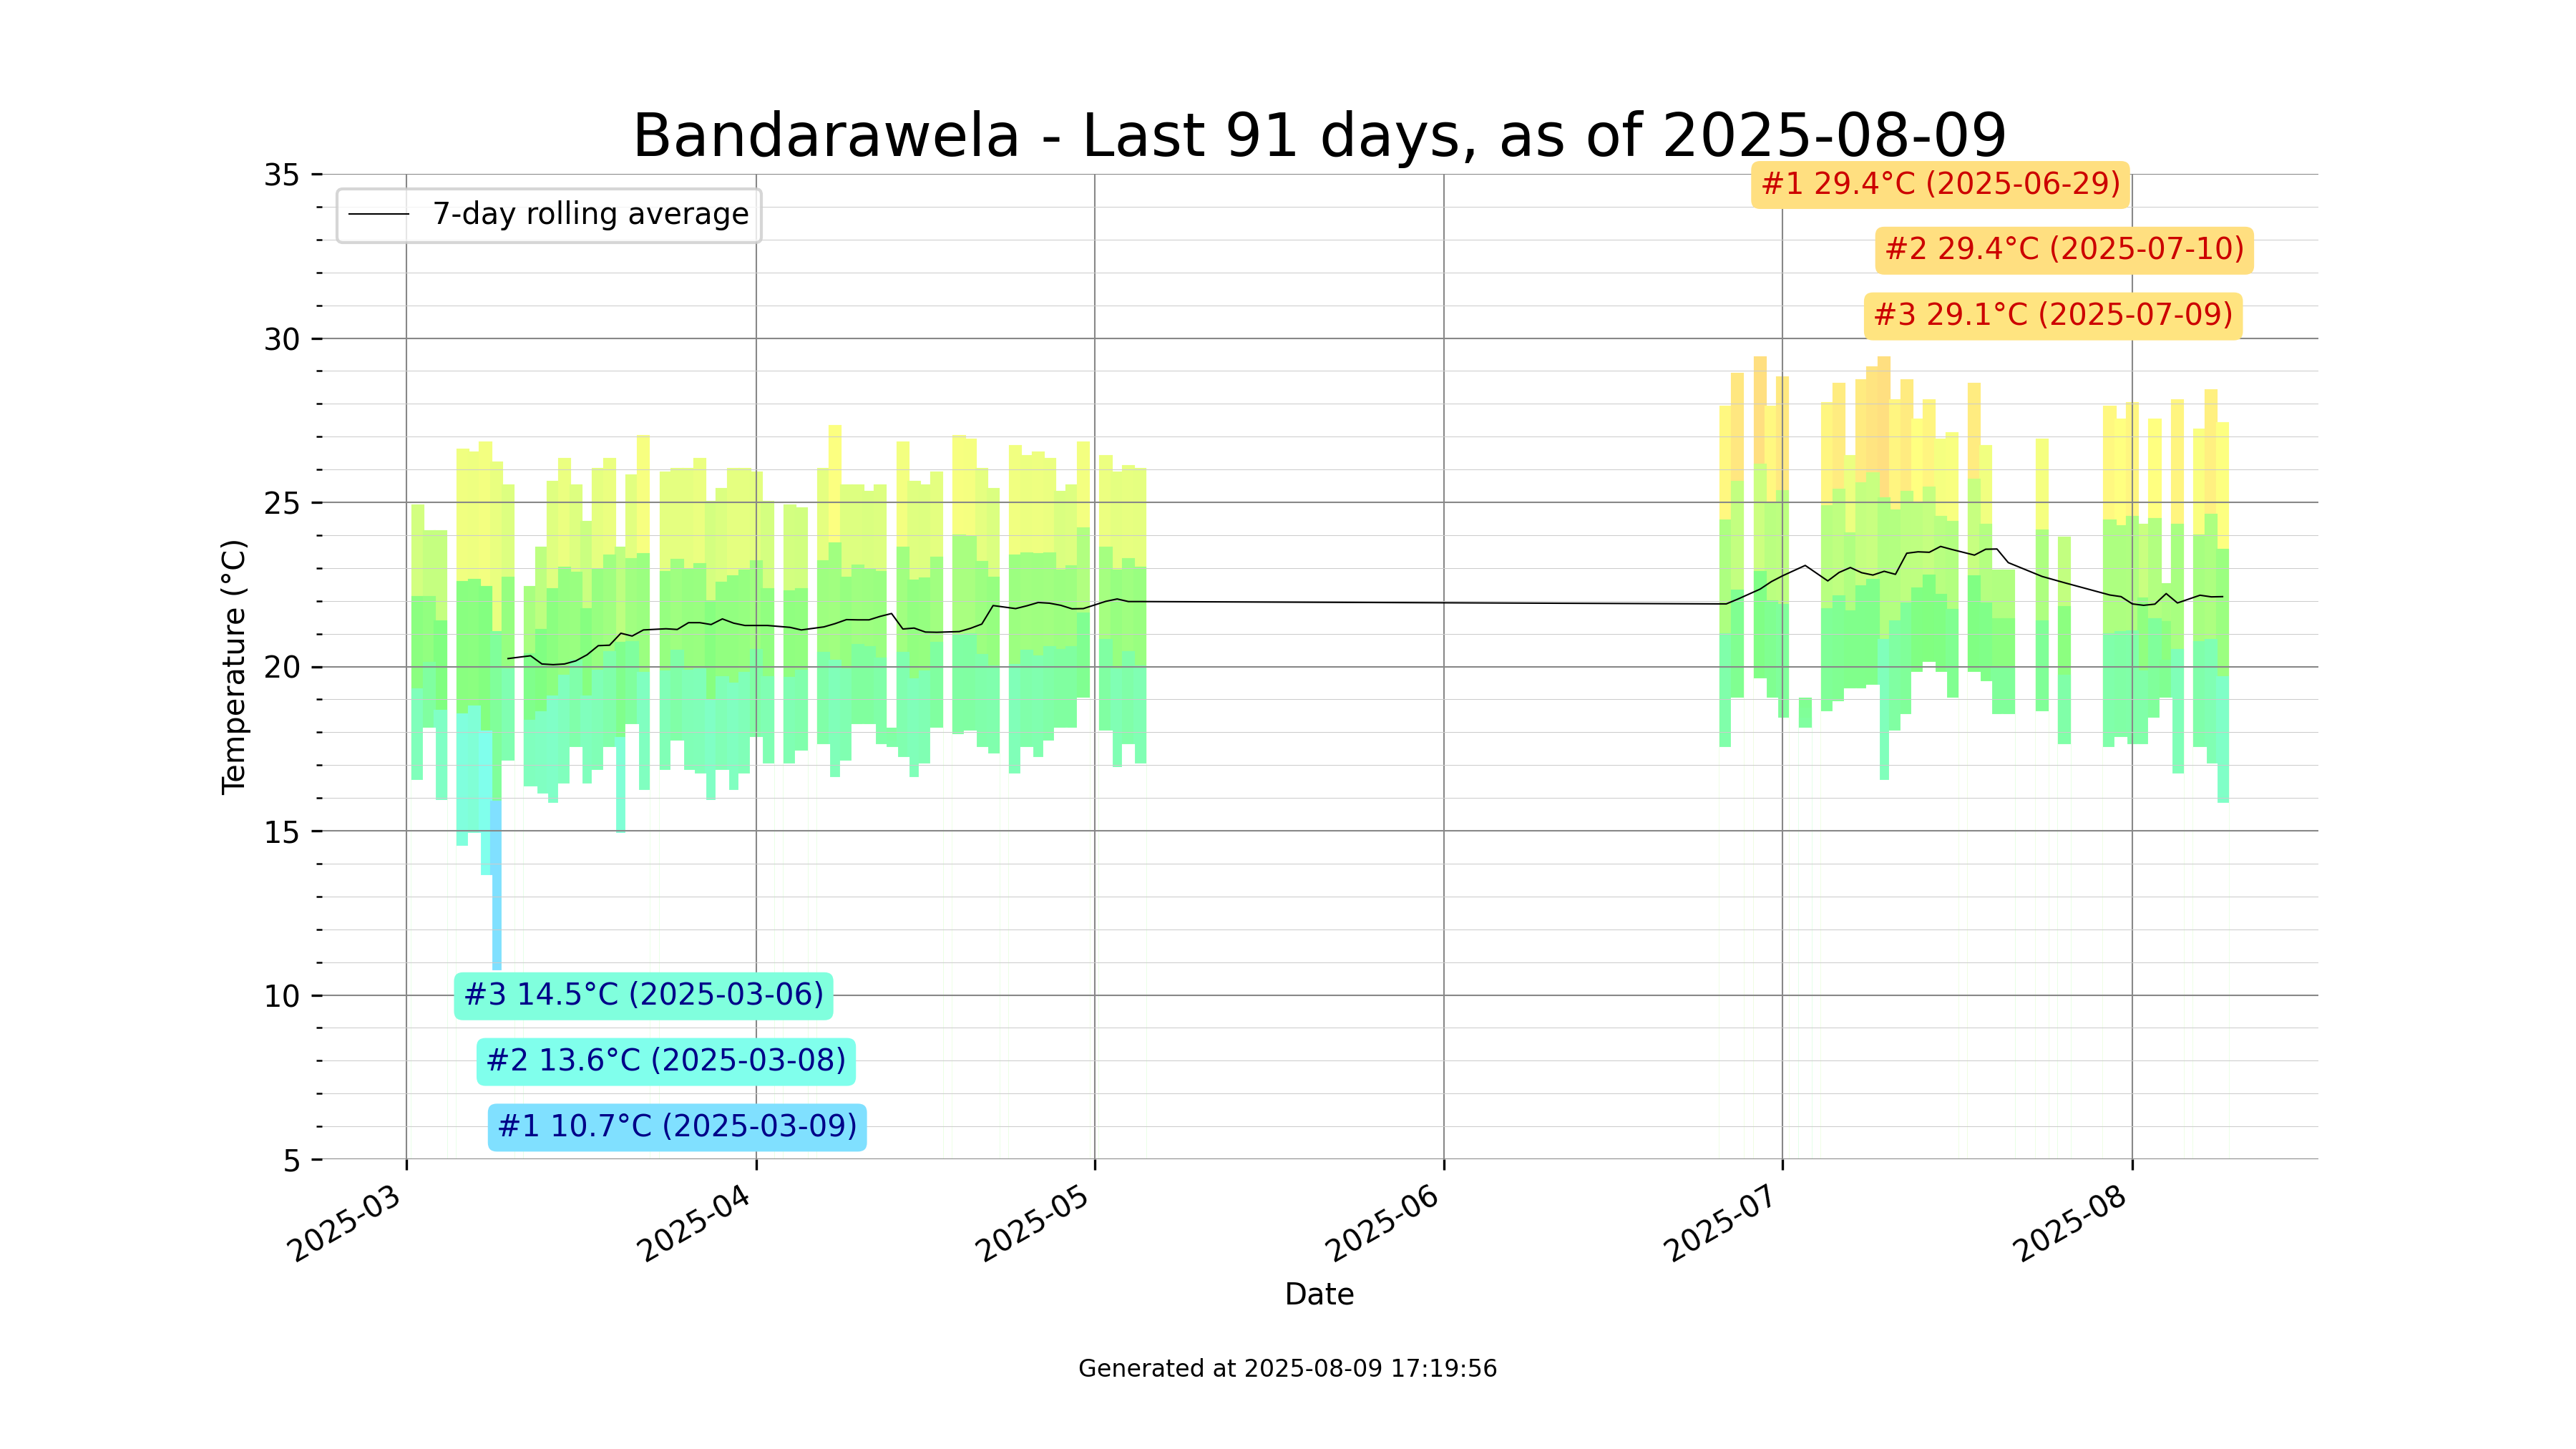 Bandarawela - Last 91 days, as of 2025-08-09
7-day rolling average
#1 29.4°C (2025-06-29)
#2 29.4°C (2025-07-10)
#3 29.1°C (2025-07-09)
35
30
25
20
15
10
5
Temperature (°C)
#3 14.5°C (2025-03-06)
#2 13.6°C (2025-03-08)
#1 10.7°C (2025-03-09)
2025-03
2025-04
2025-05
2025-06
2025-07
2025-08
Date
Generated at 2025-08-09 17:19:56